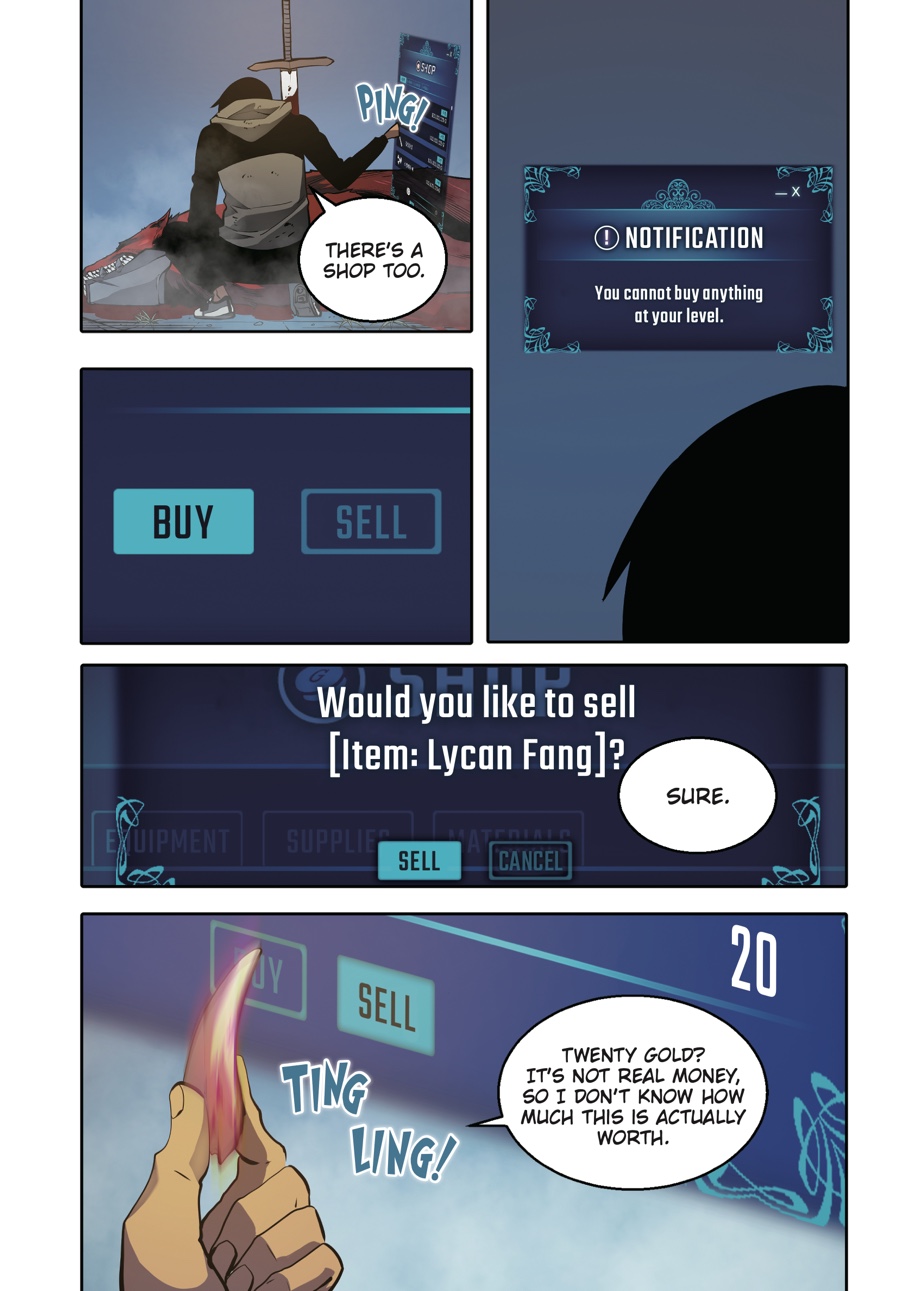 SHOP
PING!
THERE'S A
SHOP TOO.
— X
! NOTIFICATION
You cannot buy anything
at your level.
BUY
SELL
G SHOP
Would you like to sell
[Item: Lycan Fang]?
SURE.
EQUIPMENT
SUPPLIES
MATERIALS
SELL
CANCEL
BUY
SELL
20
TING
LING!
TWENTY GOLD?
IT'S NOT REAL MONEY,
SO I DON'T KNOW HOW
MUCH THIS IS ACTUALLY
WORTH.